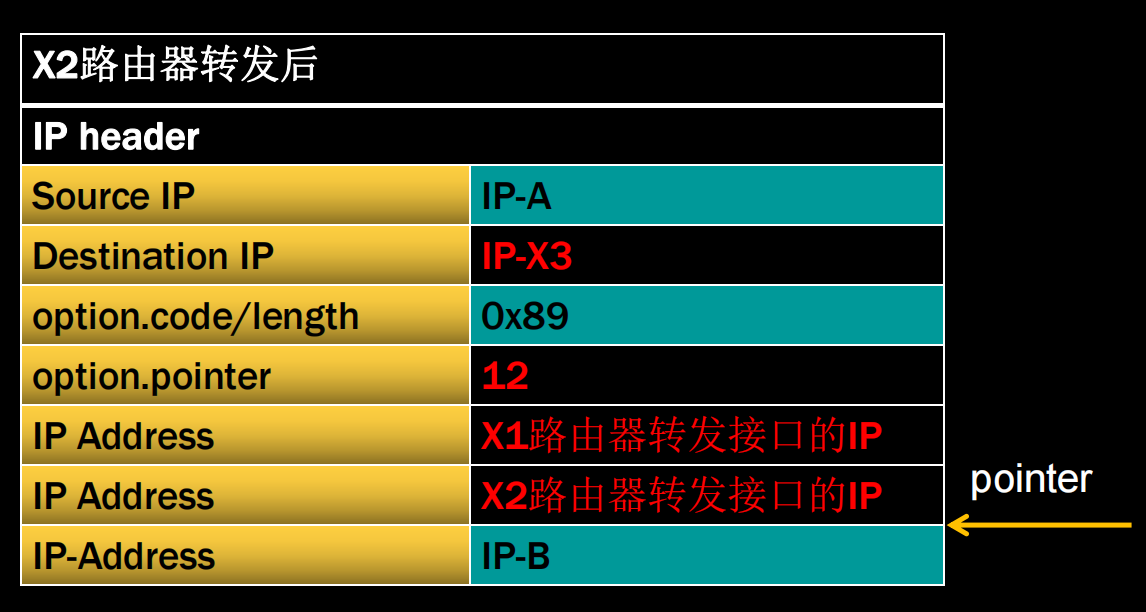 X2路由器转发后
IP header
Source IP IP-A
Destination IP IP-X3
option.code/length 0x89
option.pointer 12
IP Address X1路由器转发接口的IP
IP Address X2路由器转发接口的IP
pointer
IP-Address IP-B